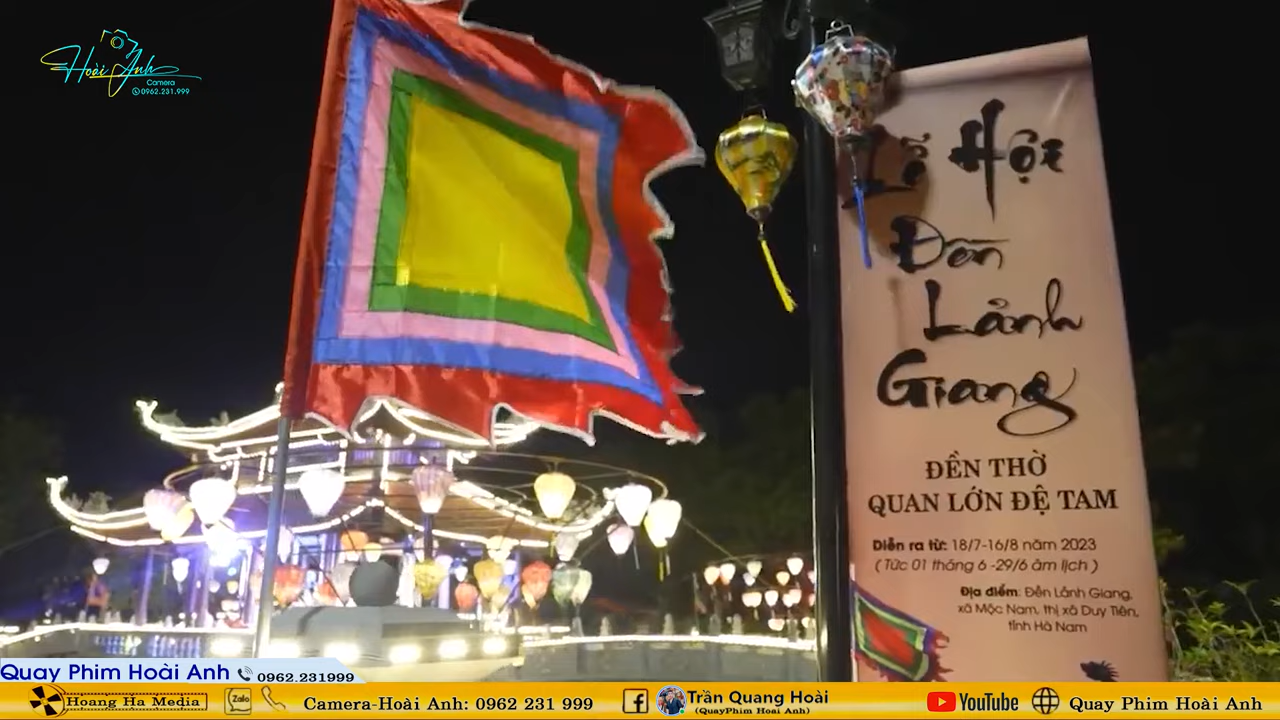 Hoài Anh
Camera
0962.231.999
Lễ Hội
Đền
Lảnh
Giang
ĐỀN THỜ
QUAN LỚN ĐỆ TAM
Diễn ra từ: 18/7-16/8 năm 2023
( Tức 01 tháng 6 -29/6 âm lịch )
Địa điểm: Đền Lảnh Giang,
xã Mộc Nam, thị xã Duy Tiên,
tỉnh Hà Nam
Quay Phim Hoài Anh 0962.231999
Hoang Ha Media
Zalo
Camera-Hoài Anh: 0962 231 999
Trần Quang Hoài
(QuayPhim Hoai Anh)
YouTube
Quay Phim Hoài Anh